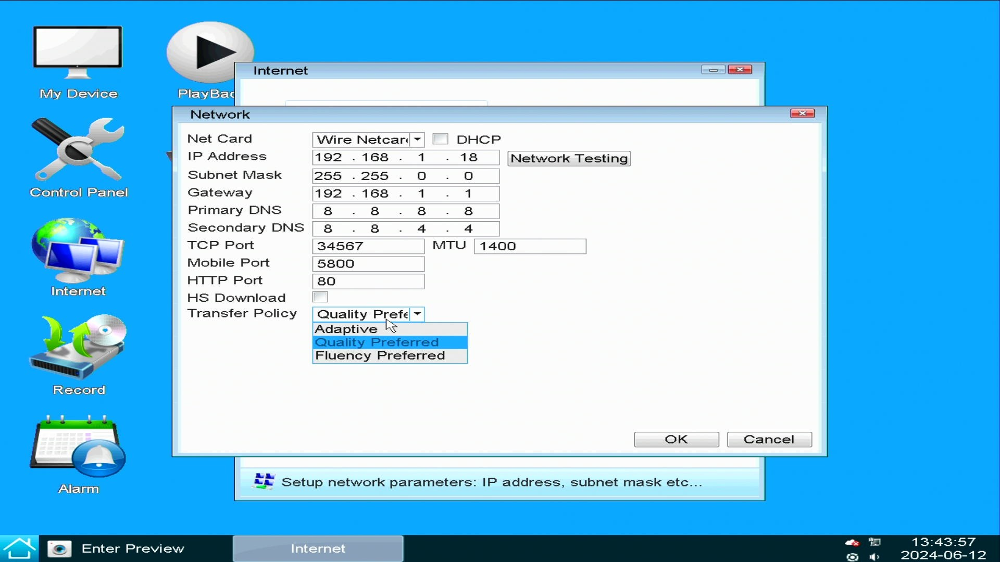 My Device
PlayBac
Control Panel
Internet
Record
Alarm
Internet
Network
Net Card Wire Netcar DHCP
IP Address 192 . 168 . 1 . 18 Network Testing
Subnet Mask 255 . 255 . 0 . 0
Gateway 192 . 168 . 1 . 1
Primary DNS 8 . 8 . 8 . 8
Secondary DNS 8 . 8 . 4 . 4
TCP Port 34567 MTU 1400
Mobile Port 5800
HTTP Port 80
HS Download
Transfer Policy Quality Prefe
Adaptive
Quality Preferred
Fluency Preferred
OK Cancel
Setup network parameters: IP address, subnet mask etc...
Enter Preview Internet 13:43:57
2024-06-12